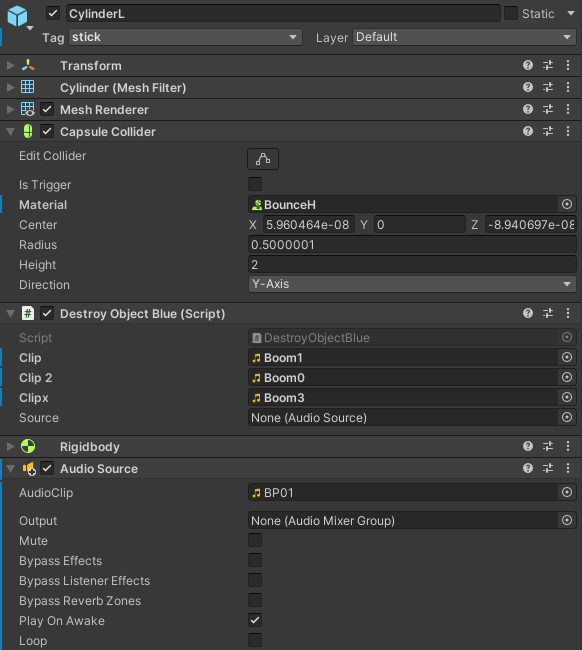 CylinderL Static
Tag stick Layer Default
Transform
Cylinder (Mesh Filter)
Mesh Renderer
Capsule Collider
Edit Collider
Is Trigger
Material BounceH
Center X 5.960464e-08 Y 0 Z -8.940697e-08
Radius 0.5000001
Height 2
Direction Y-Axis
# Destroy Object Blue (Script)
Script # DestroyObjectBlue
Clip Boom1
Clip 2 Boom0
Clipx Boom3
Source None (Audio Source)
Rigidbody
Audio Source
AudioClip BP01
Output None (Audio Mixer Group)
Mute
Bypass Effects
Bypass Listener Effects
Bypass Reverb Zones
Play On Awake
Loop